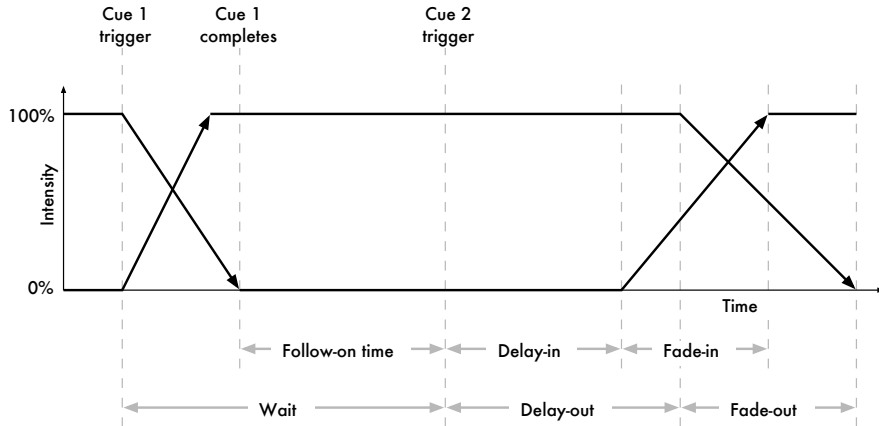 Cue 1
trigger
Cue 1
completes
Cue 2
trigger
100%
Intensity
0%
Time
Follow-on time
Delay-in
Fade-in
Wait
Delay-out
Fade-out